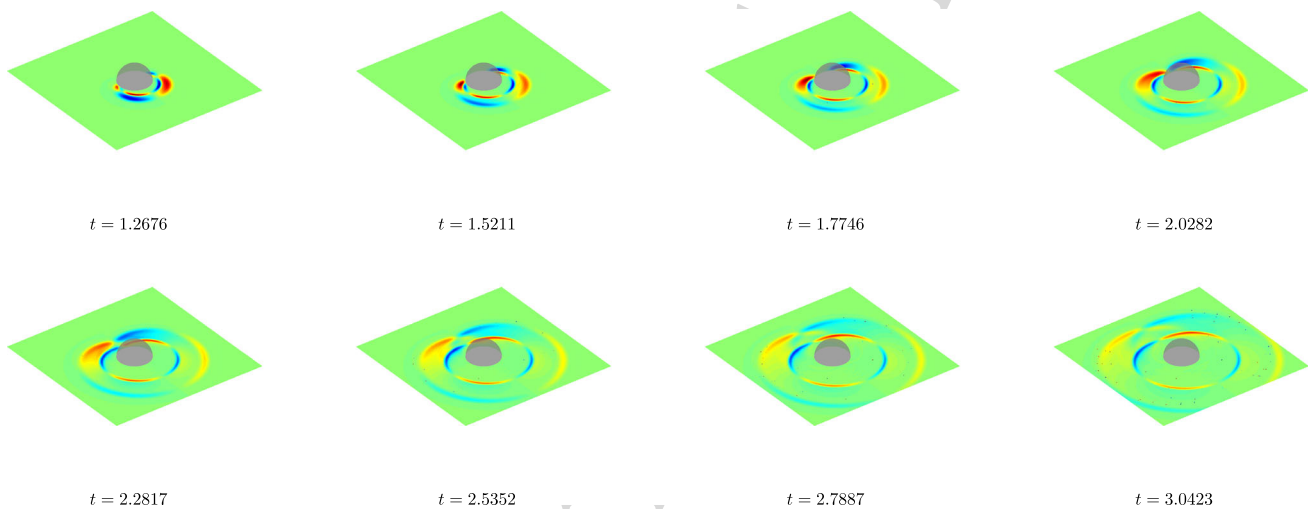 t = 1.2676
t = 1.5211
t = 1.7746
t = 2.0282
t = 2.2817
t = 2.5352
t = 2.7887
t = 3.0423